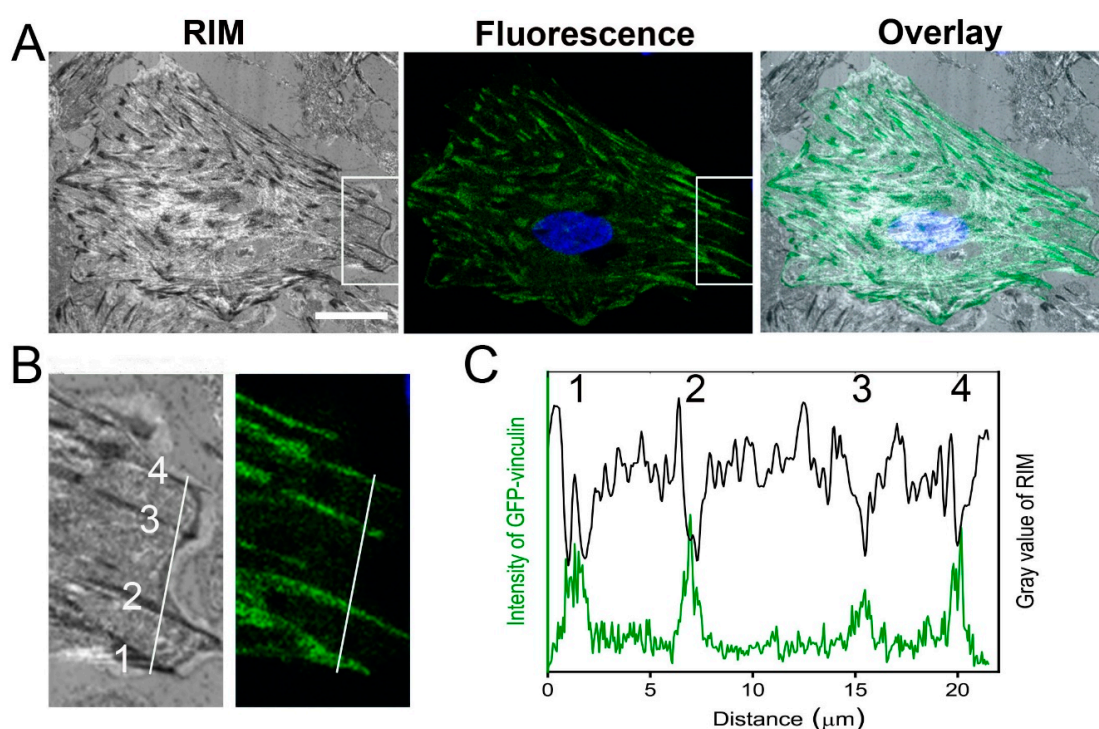 A
RIM
Fluorescence
Overlay
B
4
3
2
1
C
1
2
3
4
Intensity of GFP-vinculin
Gray value of RIM
0
5
10
15
20
Distance (μm)